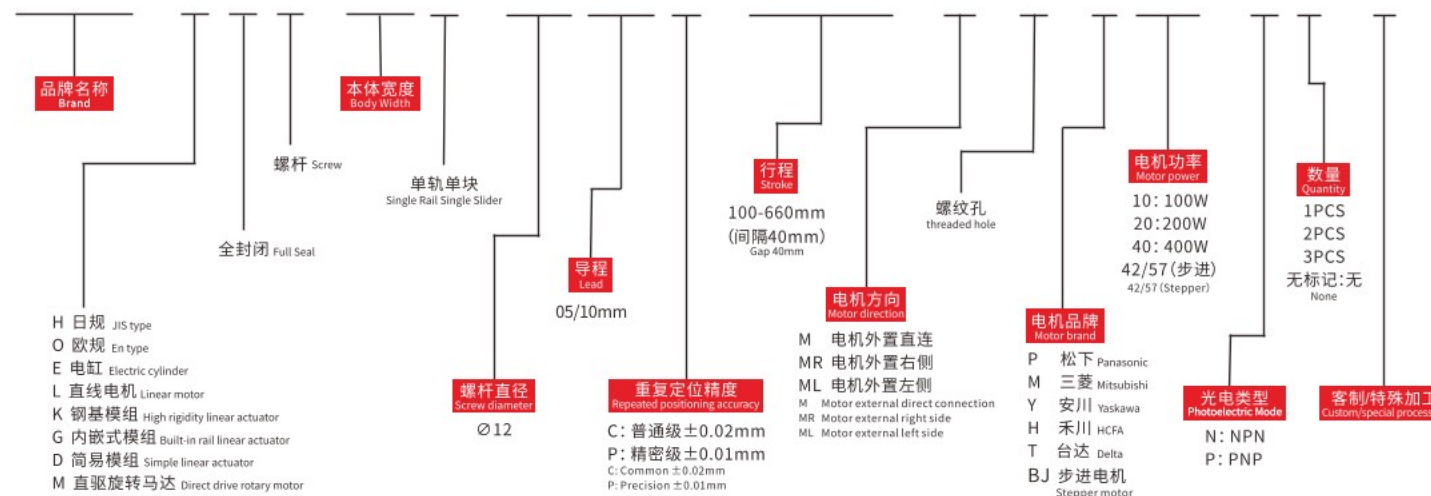 品牌名称
Brand
本体宽度
Body Width
螺杆 Screw
单轨单块
Single Rail Single Slider
全封闭 Full Seal
H 日规 JIS type
O 欧规 En type
E 电缸 Electric cylinder
L 直线电机 Linear motor
K 钢基模组 High rigidity linear actuator
G 内嵌式模组 Built-in rail linear actuator
D 简易模组 Simple linear actuator
M 直驱旋转马达 Direct drive rotary motor
螺杆直径
Screw diameter
∅12
导程
Lead
05/10mm
重复定位精度
Repeated positioning accuracy
C: 普通级±0.02mm
P: 精密级±0.01mm
C: Common ±0.02mm
P: Precision ±0.01mm
行程
Stroke
100-660mm
(间隔40mm)
Gap 40mm
电机方向
Motor direction
M 电机外置直连
MR 电机外置右侧
ML 电机外置左侧
M Motor external direct connection
MR Motor external right side
ML Motor external left side
螺纹孔
threaded hole
电机品牌
Motor brand
P 松下 Panasonic
M 三菱 Mitsubishi
Y 安川 Yaskawa
H 禾川 HCFA
T 台达 Delta
BJ 步进电机
Stepper motor
电机功率
Motor power
10: 100W
20: 200W
40: 400W
42/57(步进)
42/57 (Stepper)
光电类型
Photoelectric Mode
N: NPN
P: PNP
数量
Quantity
1PCS
2PCS
3PCS
无标记:无
None
客制/特殊加工
Custom/special process